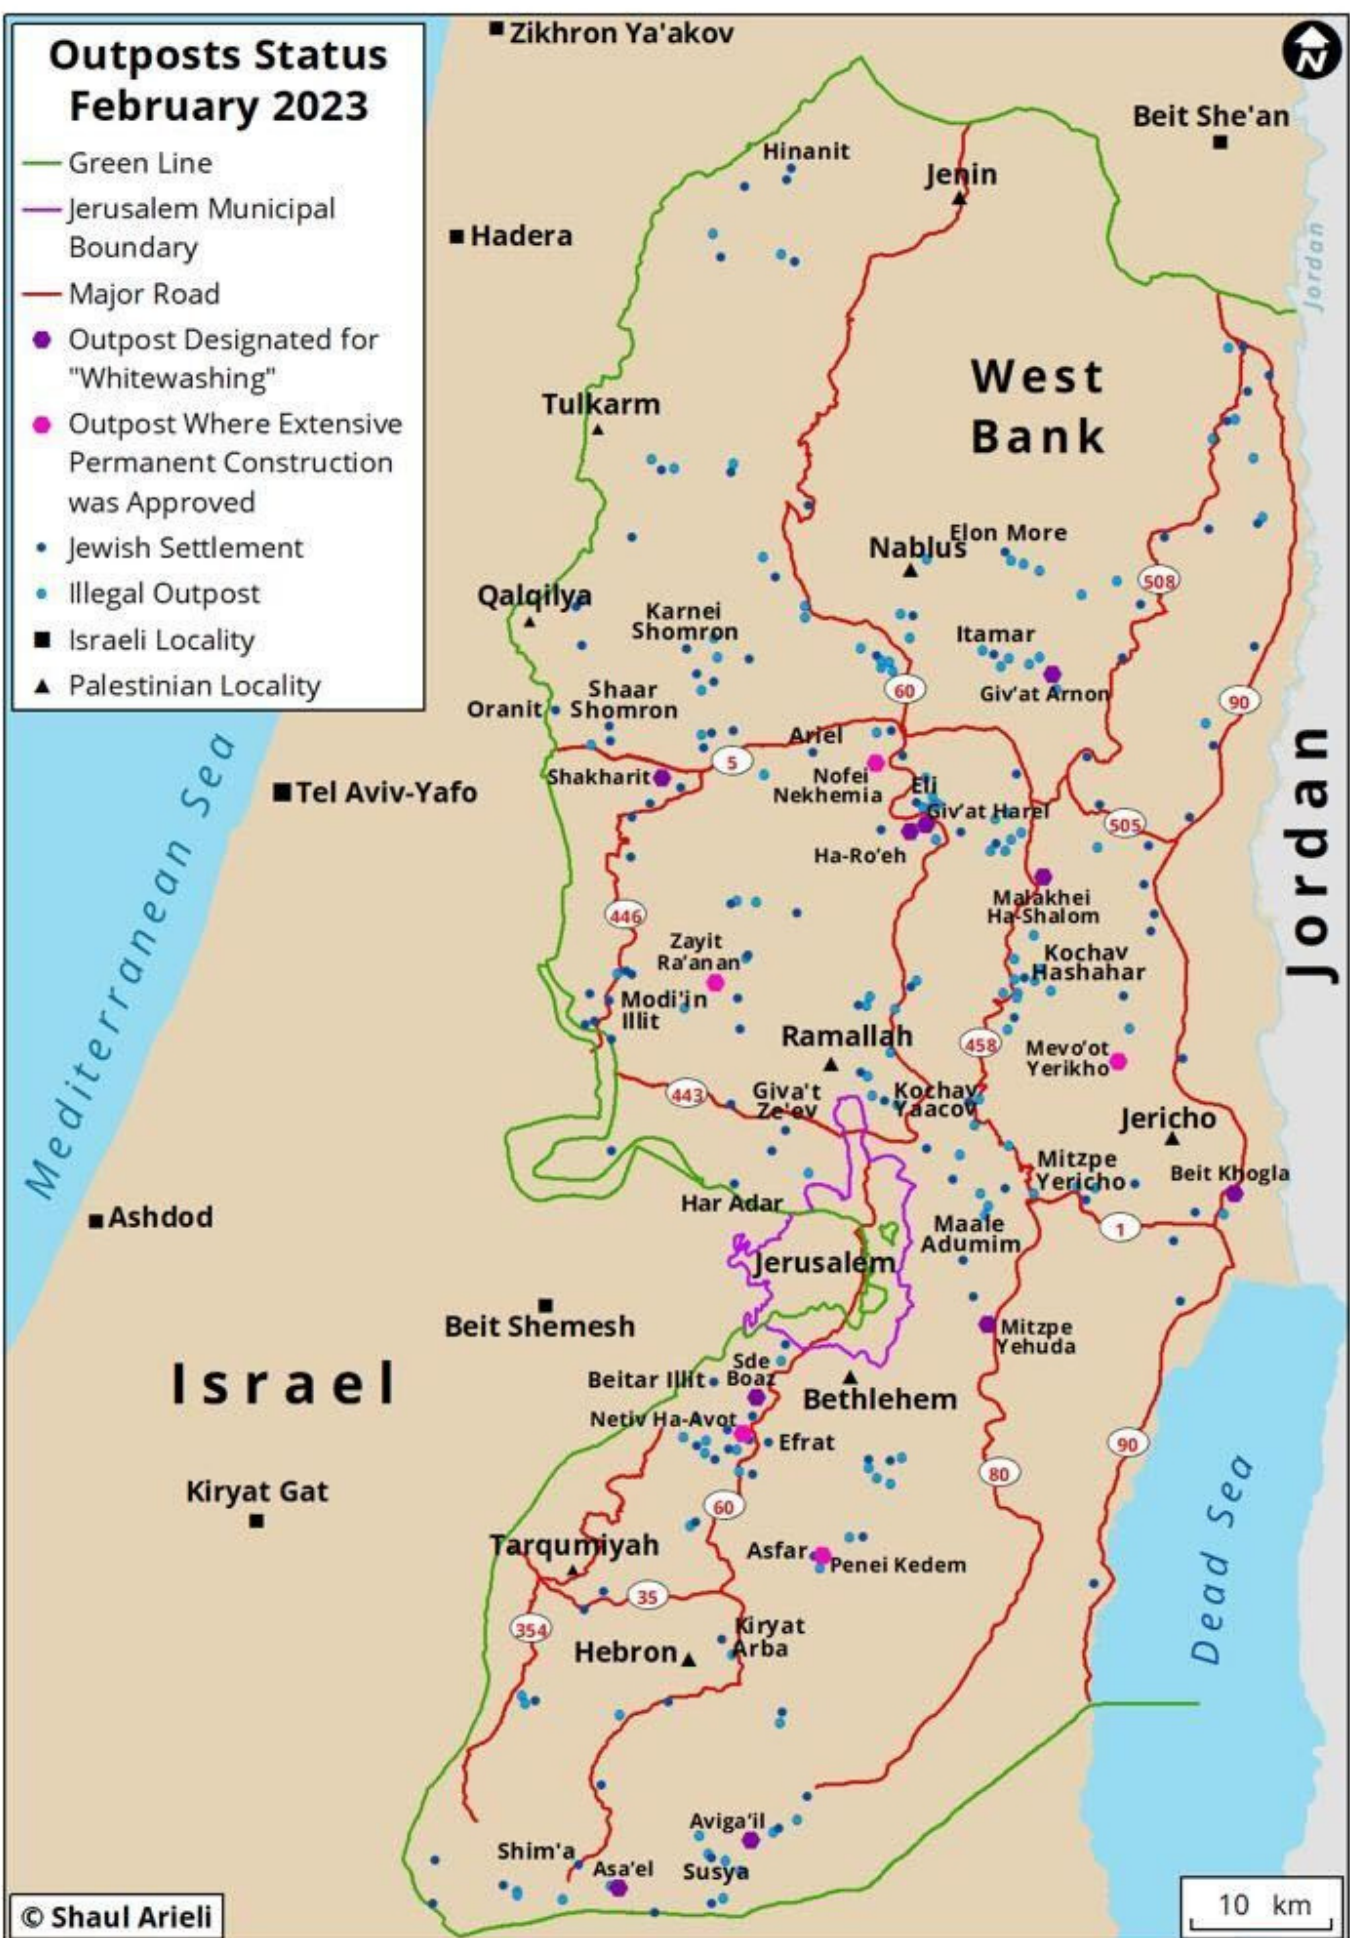 Outposts Status
February 2023
Green Line
Jerusalem Municipal
Boundary
Major Road
Outpost Designated for
"Whitewashing"
Outpost Where Extensive
Permanent Construction
was Approved
Jewish Settlement
Illegal Outpost
Israeli Locality
Palestinian Locality
Zikhron Ya'akov
N
Beit She'an
Hinanit
Jenin
Hadera
Jordan
West
Bank
Tulkarm
Elon More
Nablus
508
Qalqilya
Karnei
Shomron
Itamar
60
Giv'at Arnon
90
Shaar
Shomron
Oranit
Ariel
5
Shakharit
Nofei
Nekhemia
Eli
Giv'at Harel
505
Tel Aviv-Yafo
Ha-Ro'eh
Malakhei
Ha-Shalom
Jordan
446
Zayit
Ra'anan
Kochav
Hashahar
Modi'in
Illit
Mediterranean Sea
Ramallah
458
Mevo'ot
Yerikho
443
Giva't
Ze'ev
Kochav
Yaacov
Jericho
Mitzpe
Yericho
Beit Khogla
Har Adar
Ashdod
Maale
Adumim
1
Jerusalem
Beit Shemesh
Mitzpe
Yehuda
Israel
Sde
Boaz
Beitar Illit
Bethlehem
Netiv Ha-Avot
Efrat
90
80
Kiryat Gat
60
Dead Sea
Tarqumiyah
Asfar
Penei Kedem
35
354
Kiryat
Arba
Hebron
Aviga'il
Shim'a
Asa'el
Susya
© Shaul Arieli
10 km